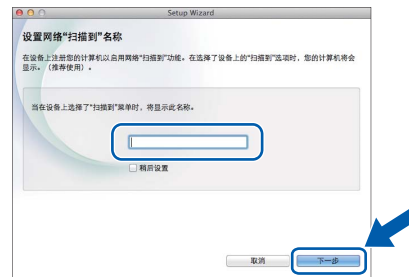 Setup Wizard
设置网络“扫描到”名称
在设备上注册您的计算机以启用网络“扫描到”功能。在选择了设备上的“扫描到”选项时，您的计算机将会
显示。（推荐使用）。
当在设备上选择了“扫描到”菜单时，将显示此名称。
稍后设置
取消 下一步